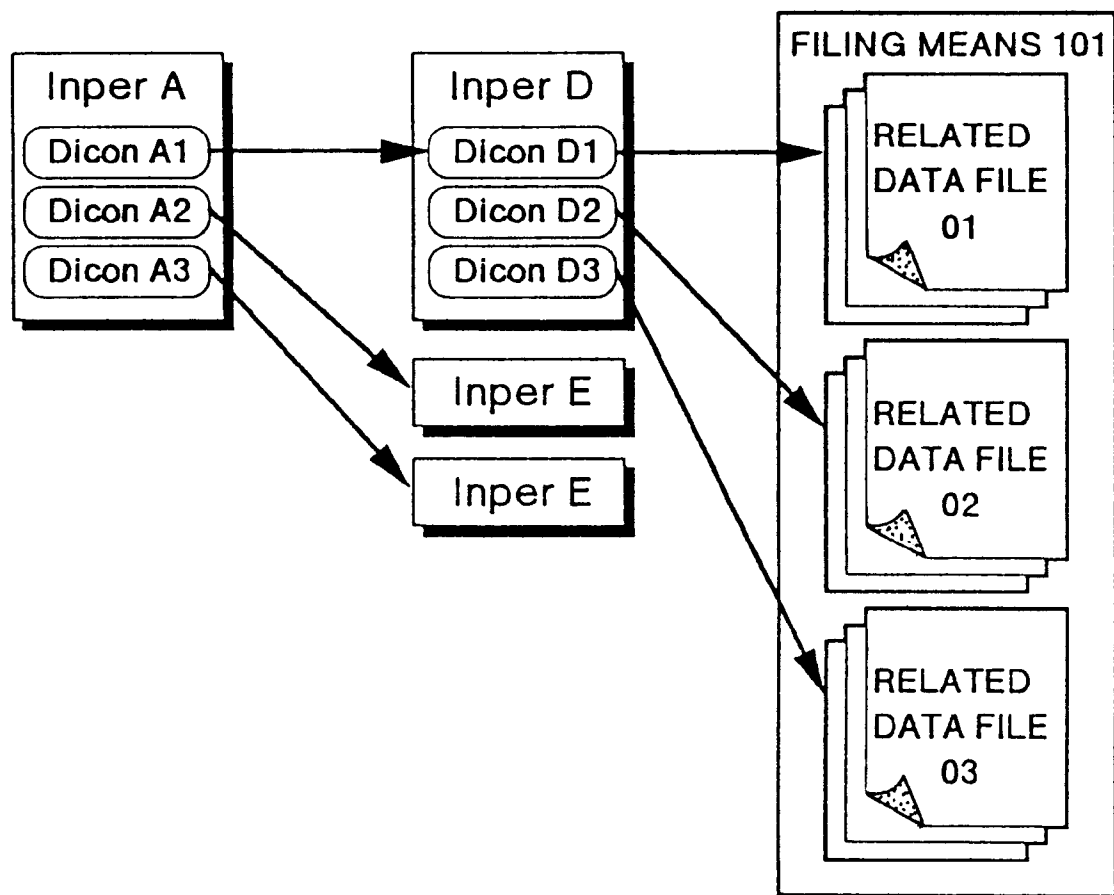 Inper A
Dicon A1
Dicon A2
Dicon A3
Inper D
Dicon D1
Dicon D2
Dicon D3
Inper E
Inper E
FILING MEANS 101
RELATED
DATA FILE
01
RELATED
DATA FILE
02
RELATED
DATA FILE
03